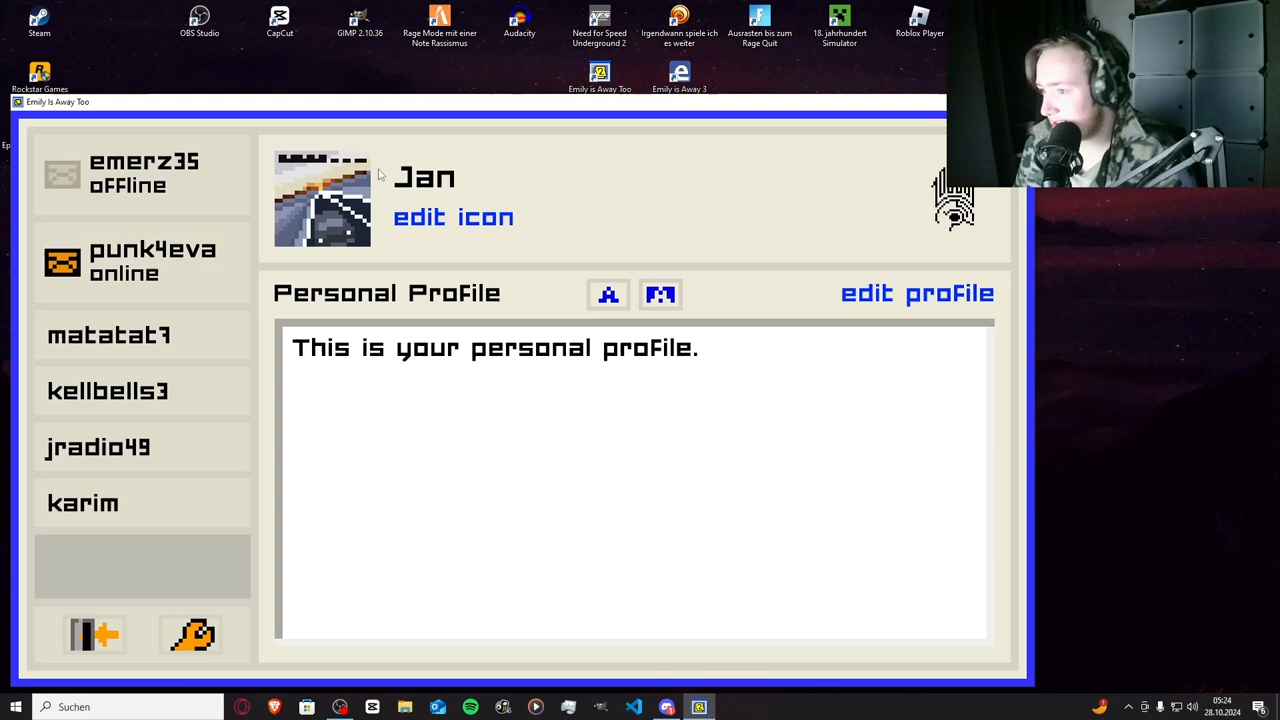 Steam
OBS Studio
CapCut
GIMP 2.10.36
Rage Mode mit einer
Note Rassismus
Audacity
Need for Speed
Underground 2
Irgendwann spiele ich
es weiter
Ausrasten bis zum
Rage Quit
18. jahrhundert
Simulator
Roblox Player
Rockstar Games
Emily is Away Too
Emily is Away 3
Emily Is Away Too
Ep
emerz35
offline
punk4eva
online
matatat7
kellbells3
jradio49
karim
Jan
edit icon
Personal Profile
A
edit profile
This is your personal profile.
Suchen
05:24
28.10.2024